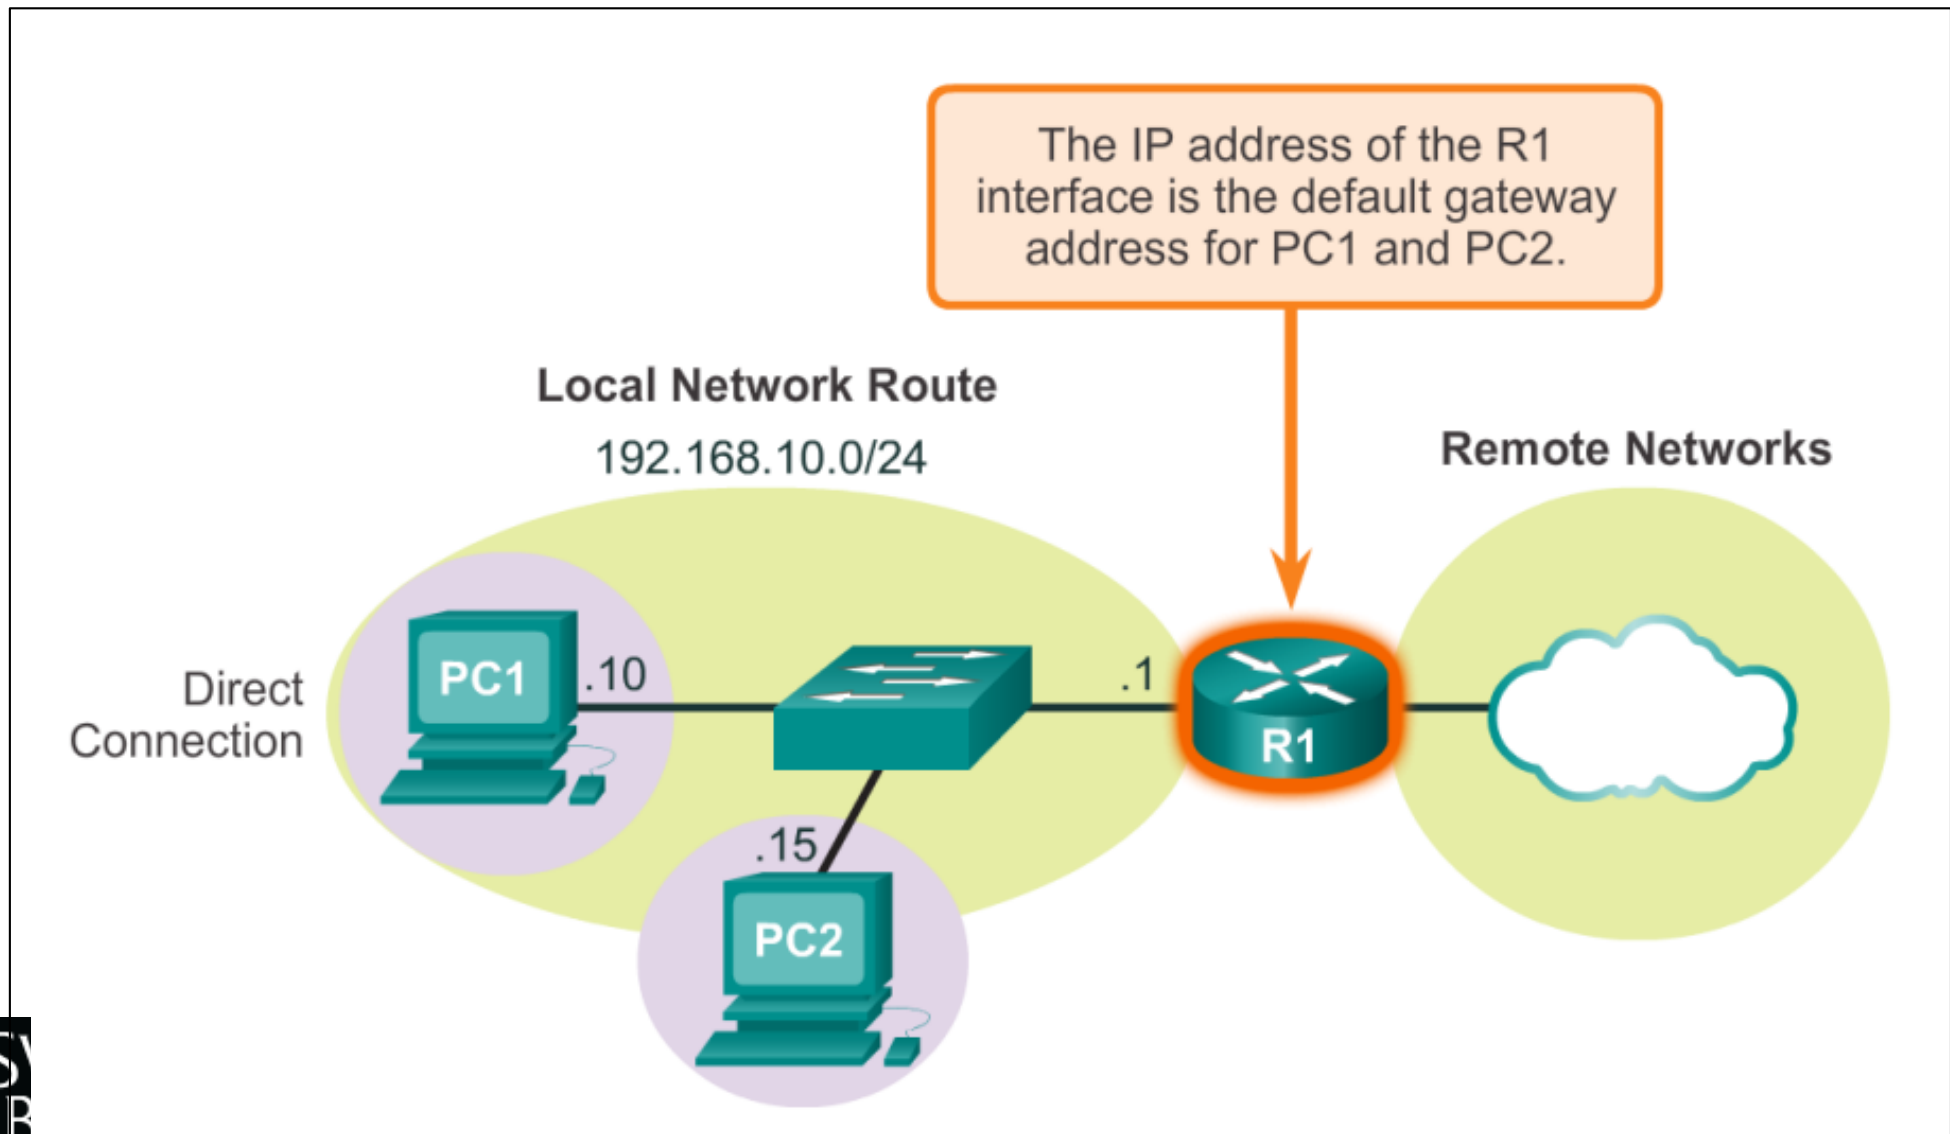 The IP address of the R1
interface is the default gateway
address for PC1 and PC2.
Local Network Route
192.168.10.0/24
Remote Networks
Direct
Connection
PC1
.10
.1
R1
.15
PC2